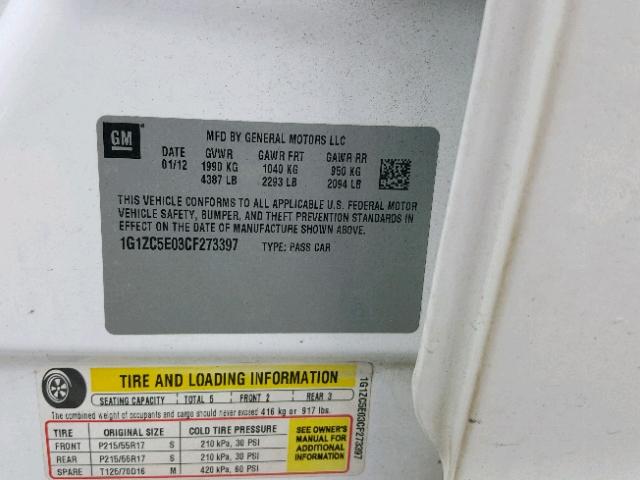 GM
MFD BY GENERAL MOTORS LLC
DATE GVWR GAWR FRT GAWR RR
01/12 1990 KG 1040 KG 950 KG
4387 LB 2293 LB 2094 LB
THIS VEHICLE CONFORMS TO ALL APPLICABLE U.S. FEDERAL MOTOR
VEHICLE SAFETY, BUMPER, AND THEFT PREVENTION STANDARDS IN
EFFECT ON THE DATE OF MANUFACTURE SHOWN ABOVE.
1G1ZC5E03CF273397 TYPE: PASS CAR
TIRE AND LOADING INFORMATION
SEATING CAPACITY TOTAL 5 FRONT 2 REAR 3
The combined weight of occupants and cargo should never exceed 416 kg or 917 lbs.
TIRE ORIGINAL SIZE COLD TIRE PRESSURE
FRONT P215/55R17 S 210 kPa, 30 PSI
REAR P215/55R17 S 210 kPa, 30 PSI
SPARE T125/70D16 M 420 kPa, 60 PSI
SEE OWNER'S
MANUAL FOR
ADDITIONAL
INFORMATION
1G1ZC5E03CF273397